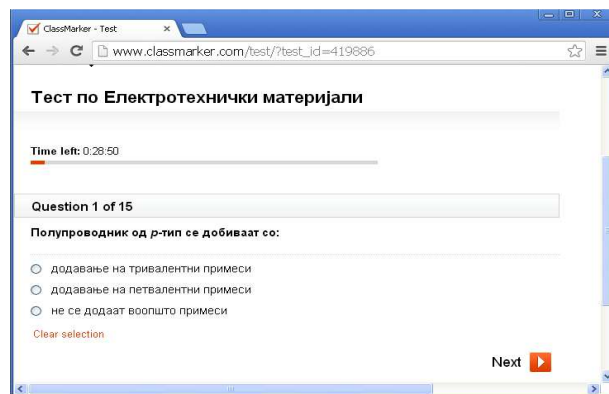 ClassMarker - Test
www.classmarker.com/test/?test_id=419886
Тест по Електротехнички материјали
Time left: 0:28:50
Question 1 of 15
Полупроводник од р-тип се добиваат со:
додавање на тривалентни примеси
додавање на петвалентни примеси
не се додаат воопшто примеси
Clear selection
Next